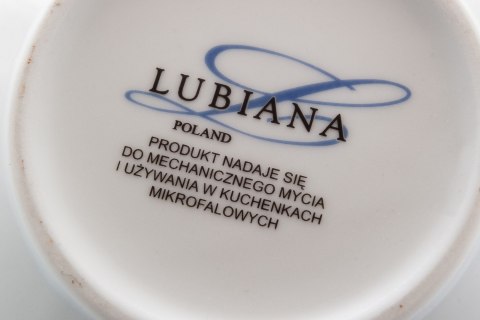 LUBIANA
POLAND
PRODUKT NADAJE SIĘ
DO MECHANICZNEGO MYCIA
I UŻYWANIA W KUCHENKACH
MIKROFALOWYCH